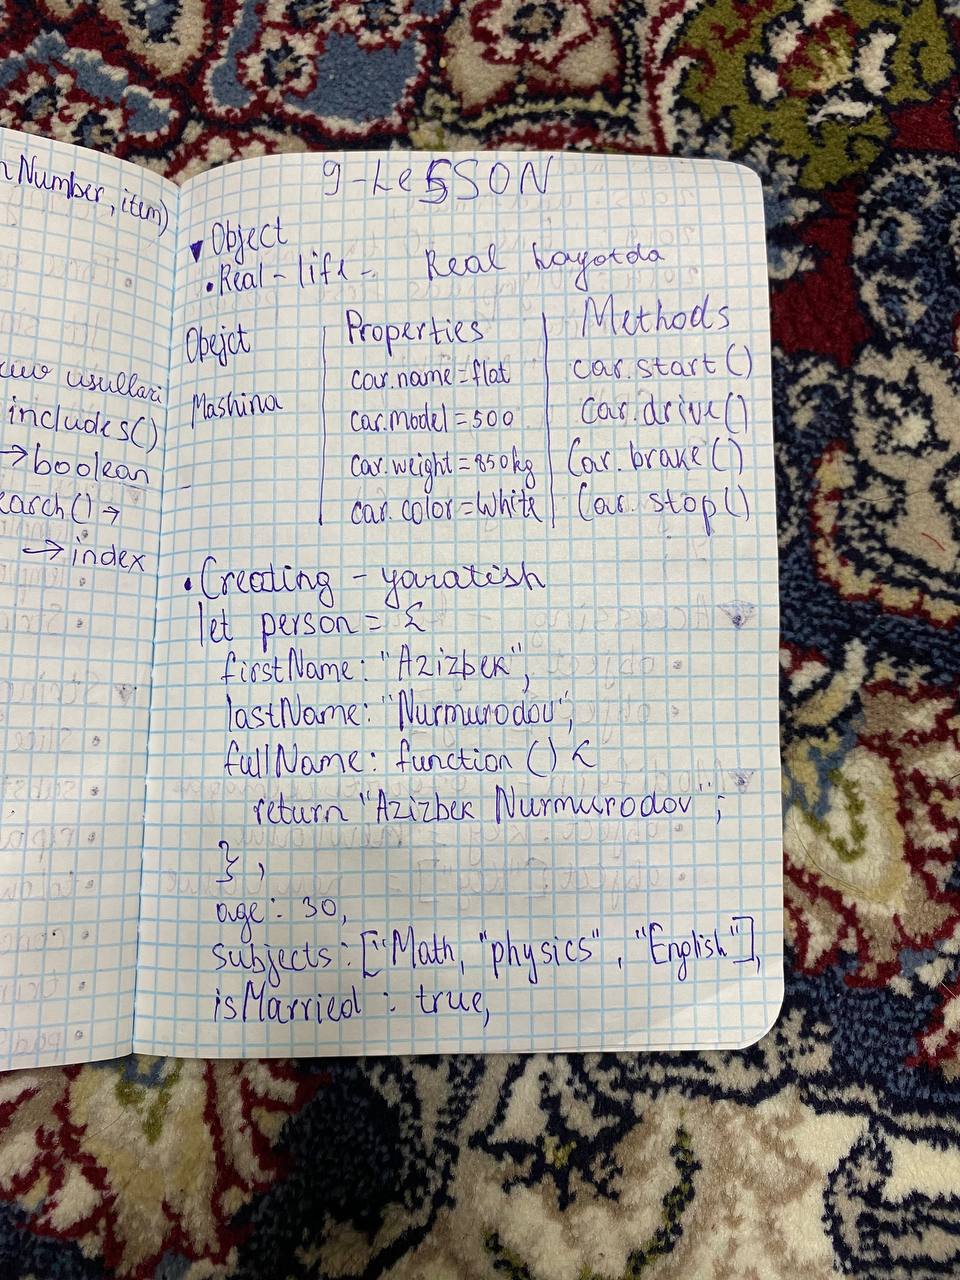 n Number, item)
usullari
includes()
→ boolean
earch() →
→ index
9-LeSSON
▼ Object
• Real-life - Real hayotda
Obejct | Properties | Methods
Mashina | car.name = flat | car.start()
car.model = 500 | car.drive()
car.weight = 850kg | Car.brake()
car.color = White | Car.stop()
• Creating - yaratish
let person = {
firstName: "Azizbek",
lastName: "Nurmurodov",
fullName: function () {
return "Azizbek Nurmurodov";
},
age: 30,
subjects: ["Math, "physics", "English"],
isMarried: true,